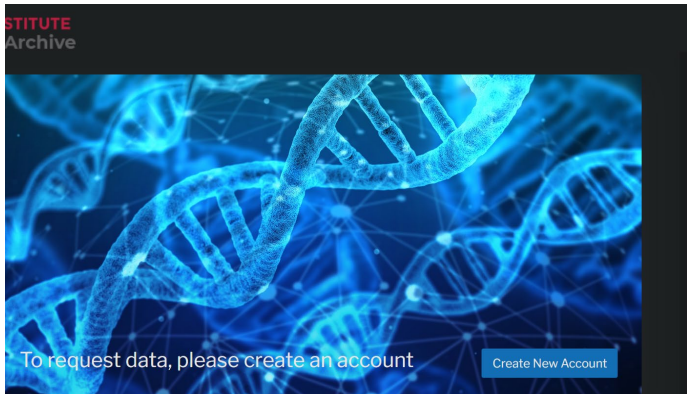 STITUTE
Archive
To request data, please create an account
Create New Account